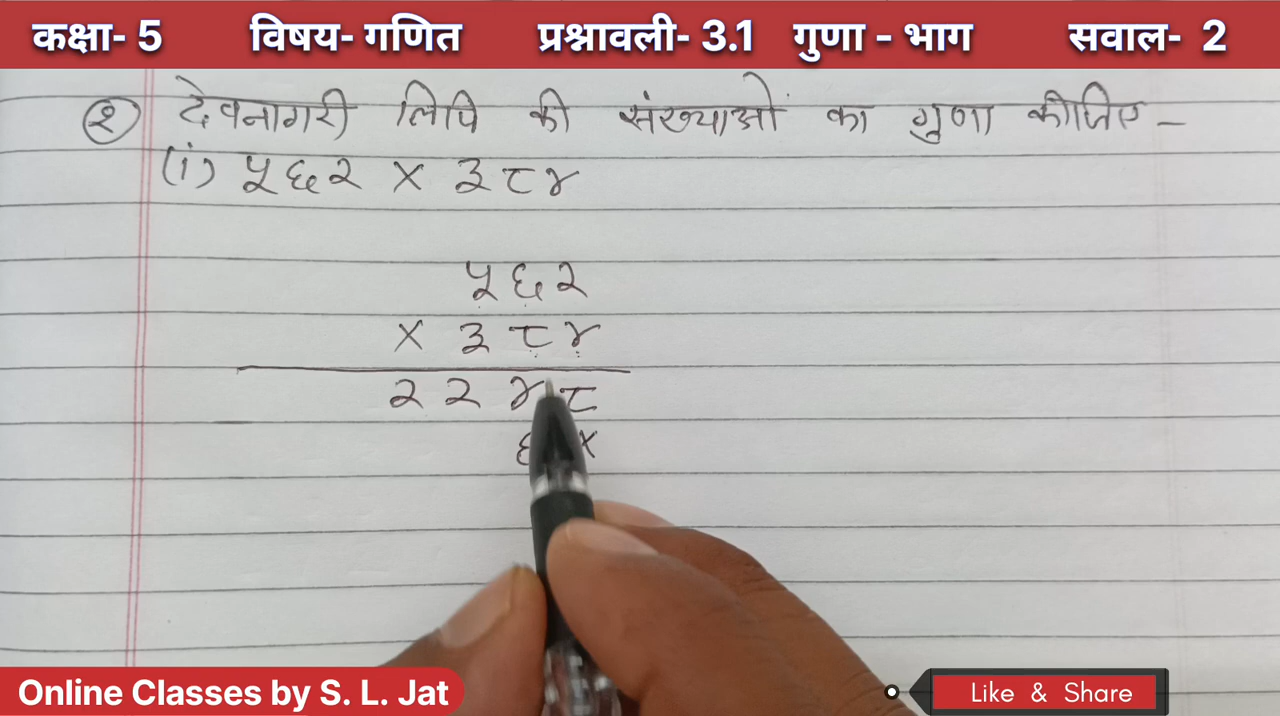 कक्षा- 5 विषय- गणित प्रश्नावली- 3.1 गुणा - भाग सवाल- 2
२ देवनागरी लिपि की संख्याओं का गुणा कीजिए -
(i) ५६२ × ३८४
५६२
× ३८४
२२४८
६ ×
Online Classes by S. L. Jat
Like & Share